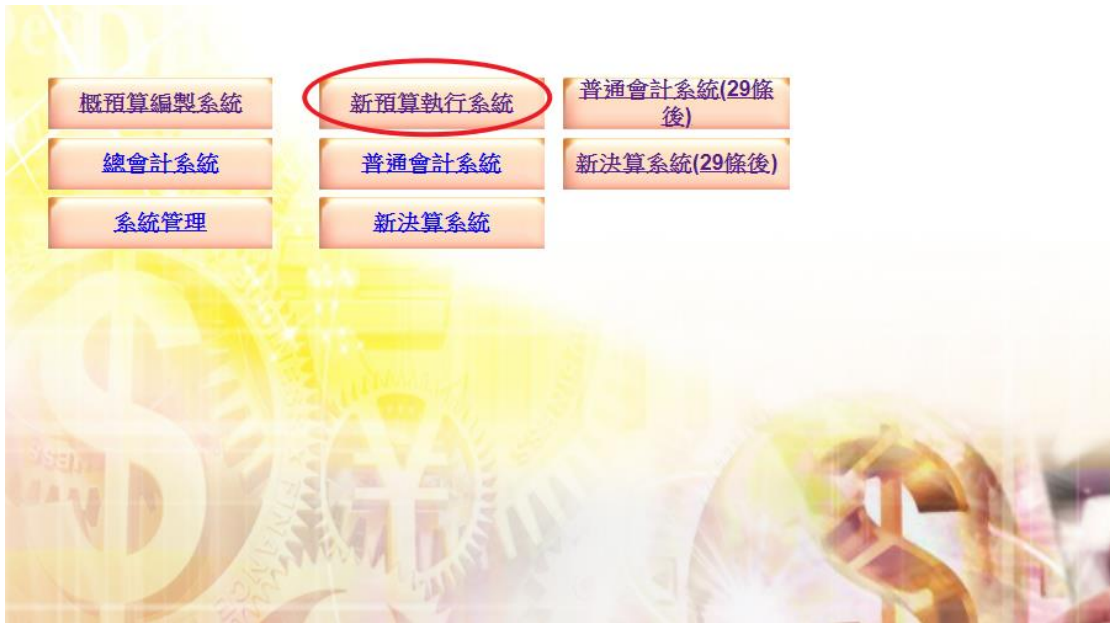 概預算編製系統
新預算執行系統
普通會計系統(29條
後)
總會計系統
普通會計系統
新決算系統(29條後)
系統管理
新決算系統